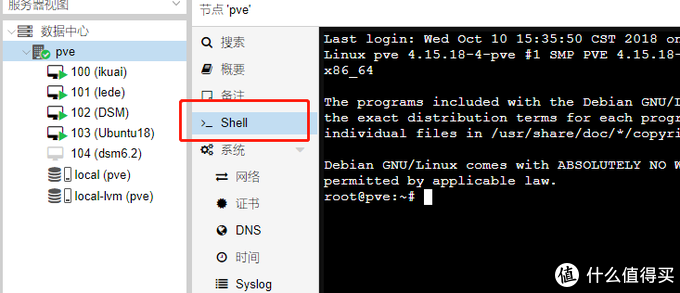 服务器视图
数据中心
pve
100 (ikuai)
101 (lede)
102 (DSM)
103 (Ubuntu18)
104 (dsm6.2)
local (pve)
local-lvm (pve)
节点 'pve'
搜索
概要
备注
Shell
系统
网络
证书
DNS
时间
Syslog
Last login: Wed Oct 10 15:35:50 CST 2018 on
Linux pve 4.15.18-4-pve #1 SMP PVE 4.15.18-
x86_64
The programs included with the Debian GNU/L
the exact distribution terms for each progr
individual files in /usr/share/doc/*/copyri
Debian GNU/Linux comes with ABSOLUTELY NO W
permitted by applicable law.
root@pve:~#
值 什么值得买